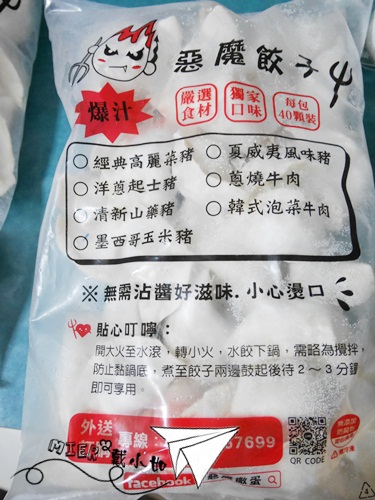 惡魔餃子
爆汁
嚴選食材
獨家口味
每包40顆裝
○ 經典高麗菜豬
○ 夏威夷風味豬
○ 洋蔥起士豬
○ 蔥燒牛肉
○ 清新山藥豬
○ 韓式泡菜牛肉
○ 墨西哥玉米豬
※ 無需沾醬好滋味.小心燙口
貼心叮嚀：
開大火至水滾，轉小火，水餃下鍋，需略為攪拌，
防止黏鍋底，煮至餃子兩邊鼓起後待 2～3 分鐘
即可享用。
外送
專線
37699
QR CODE
facebook
MIEK
戴小如